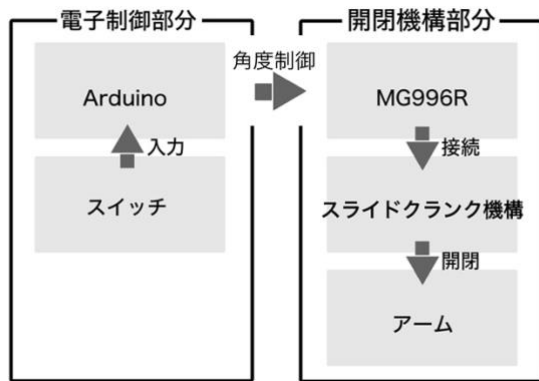 電子制御部分
Arduino
入力
スイッチ
角度制御
開閉機構部分
MG996R
接続
スライドクランク機構
開閉
アーム